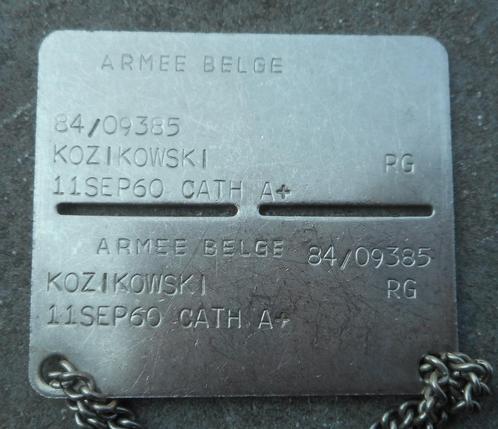 ARMEE BELGE
84/09385
KOZIKOWSKI RG
11SEP60 CATH A+
ARMEE BELGE 84/09385
KOZIKOWSKI RG
11SEP60 CATH A+